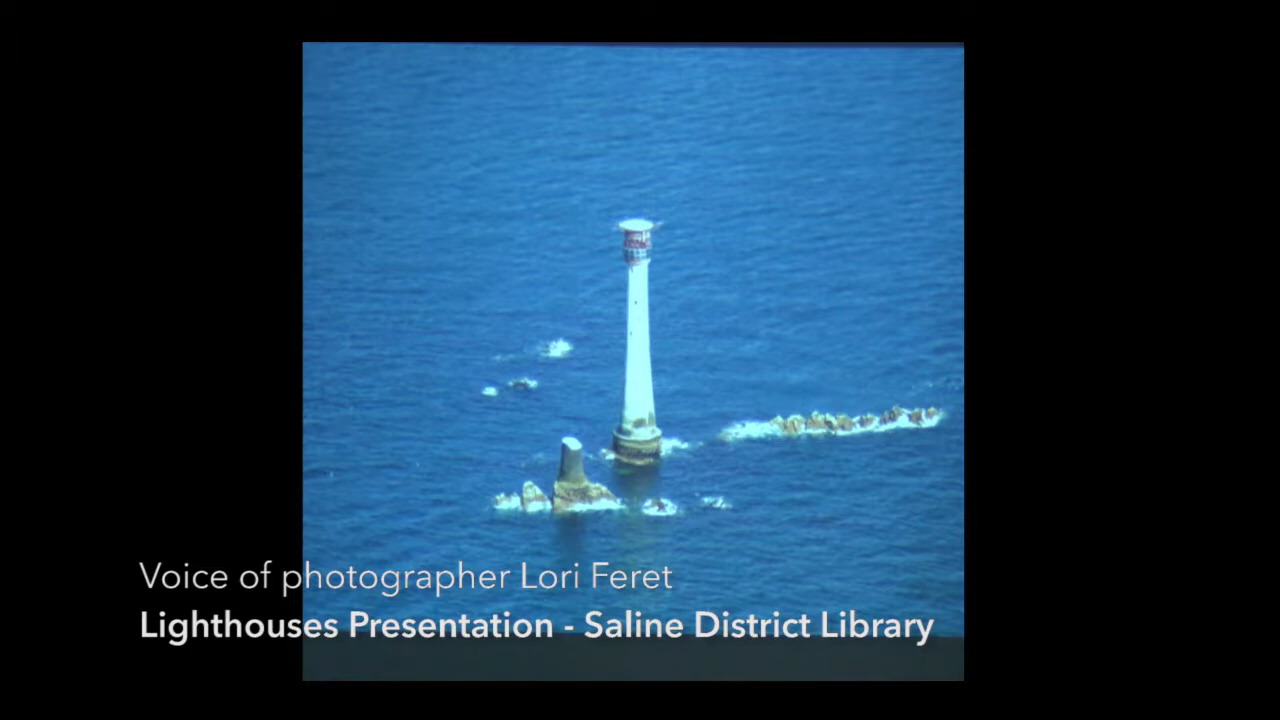 Voice of photographer Lori Feret
Lighthouses Presentation - Saline District Library